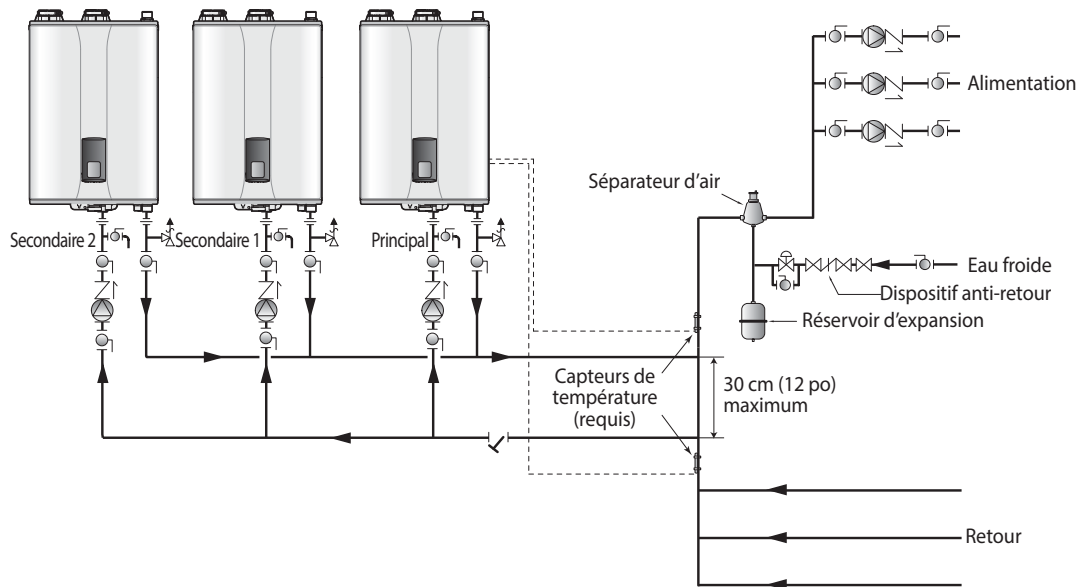 Alimentation
Séparateur d'air
Secondaire 2
Secondaire 1
Principal
Eau froide
Dispositif anti-retour
Réservoir d'expansion
Capteurs de
température
(requis)
30 cm (12 po)
maximum
Retour